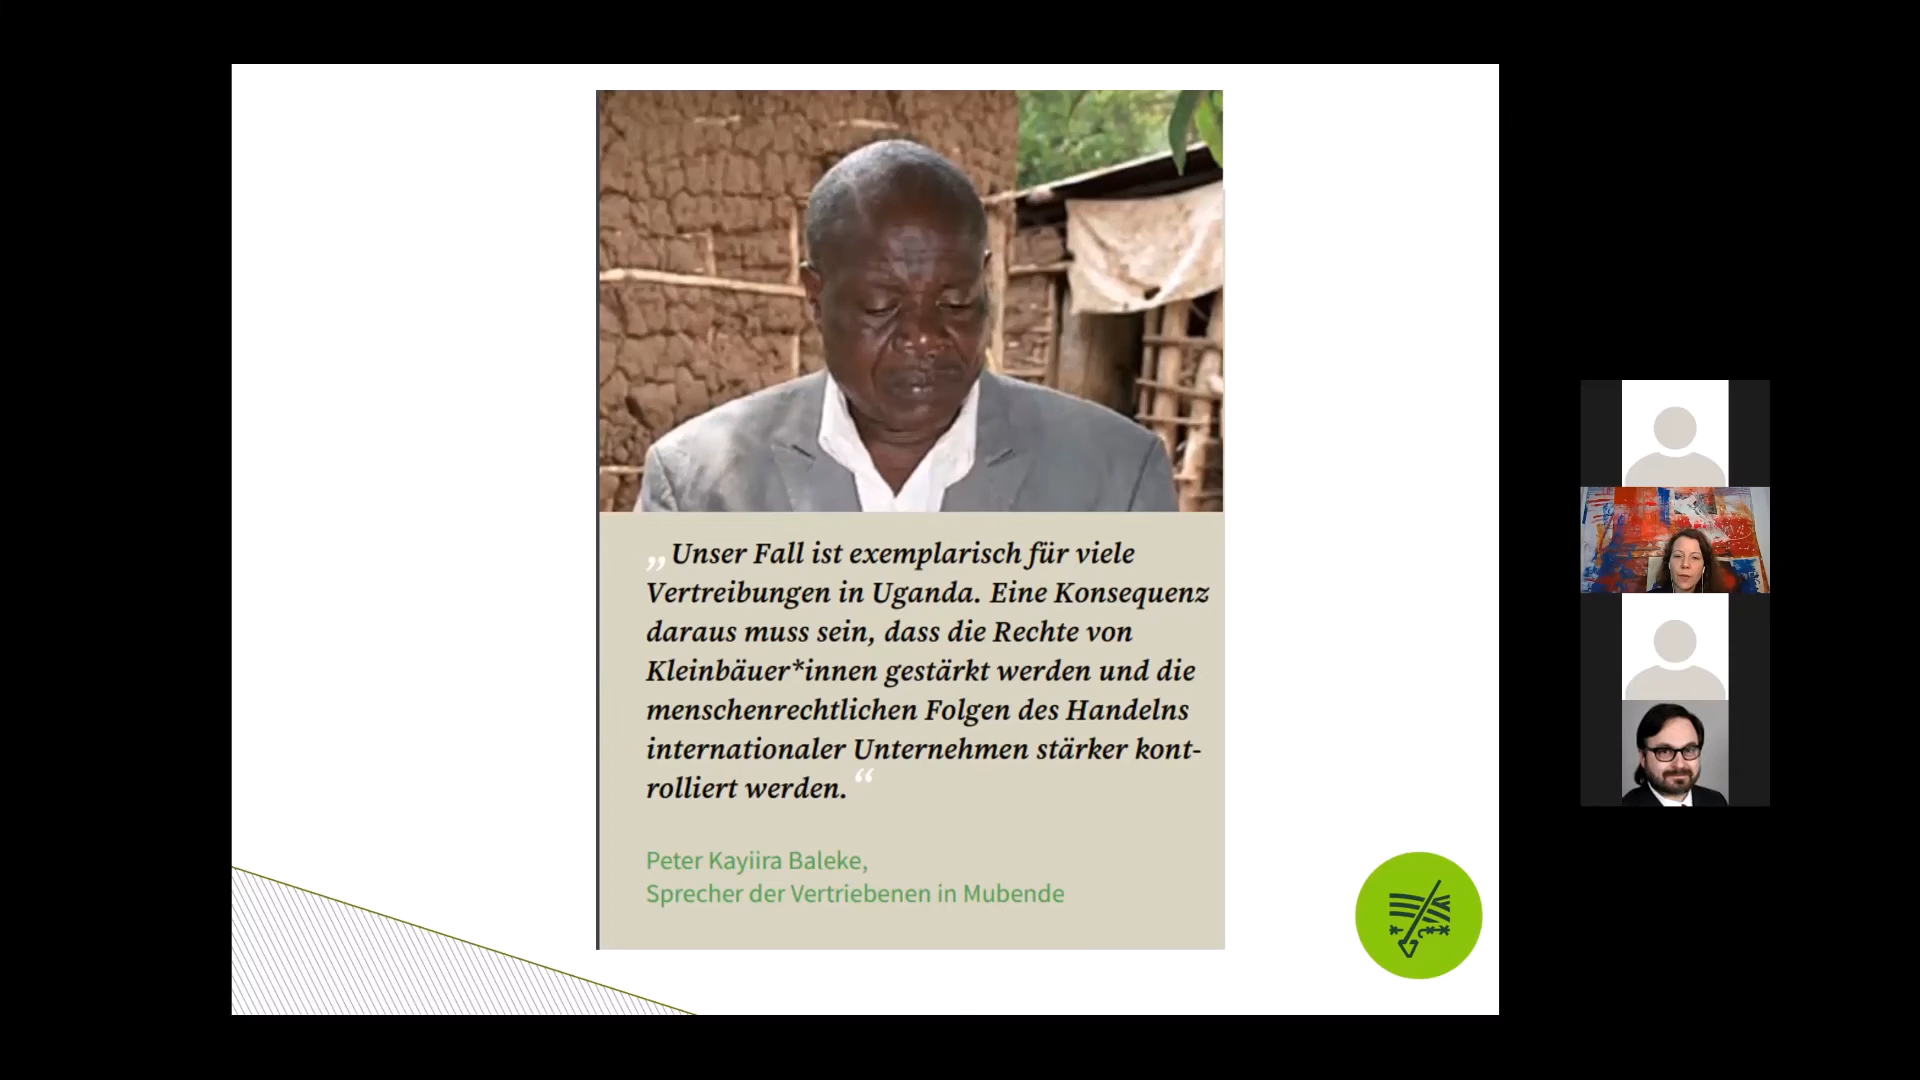 „Unser Fall ist exemplarisch für viele
Vertreibungen in Uganda. Eine Konsequenz
daraus muss sein, dass die Rechte von
Kleinbäuer*innen gestärkt werden und die
menschenrechtlichen Folgen des Handelns
internationaler Unternehmen stärker kont-
rolliert werden.“
Peter Kayiira Baleke,
Sprecher der Vertriebenen in Mubende